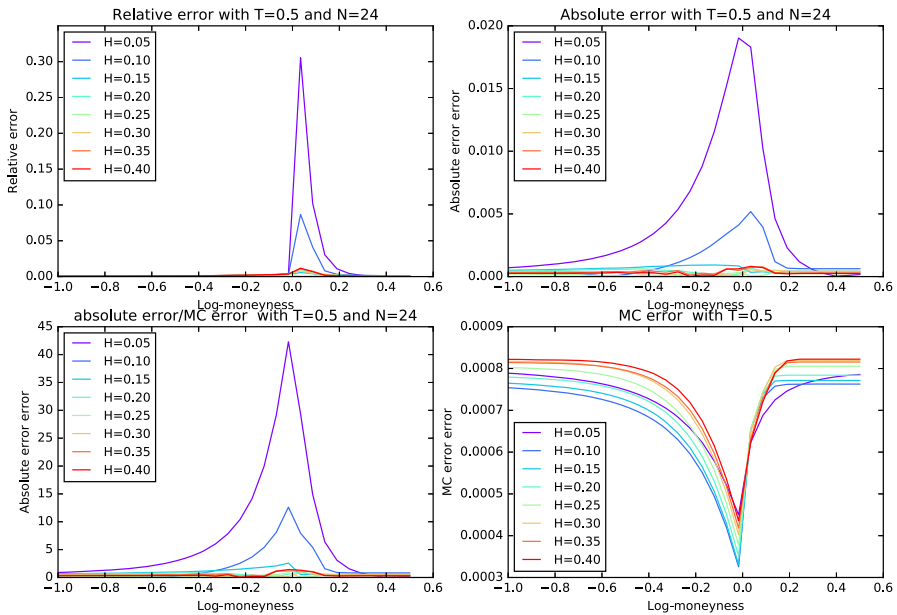 Relative error with T=0.5 and N=24
Relative error
0.30
0.25
0.20
0.15
0.10
0.05
0.00
H=0.05
H=0.10
H=0.15
H=0.20
H=0.25
H=0.30
H=0.35
H=0.40
−1.0 −0.8 −0.6 −0.4 −0.2 0.0 0.2 0.4 0.6
Log-moneyness
Absolute error with T=0.5 and N=24
Absolute error error
0.020
0.015
0.010
0.005
0.000
H=0.05
H=0.10
H=0.15
H=0.20
H=0.25
H=0.30
H=0.35
H=0.40
−1.0 −0.8 −0.6 −0.4 −0.2 0.0 0.2 0.4 0.6
Log-moneyness
absolute error/MC error with T=0.5 and N=24
Absolute error error
45
40
35
30
25
20
15
10
5
0
H=0.05
H=0.10
H=0.15
H=0.20
H=0.25
H=0.30
H=0.35
H=0.40
−1.0 −0.8 −0.6 −0.4 −0.2 0.0 0.2 0.4 0.6
Log-moneyness
MC error with T=0.5
MC error error
0.0009
0.0008
0.0007
0.0006
0.0005
0.0004
0.0003
H=0.05
H=0.10
H=0.15
H=0.20
H=0.25
H=0.30
H=0.35
H=0.40
−1.0 −0.8 −0.6 −0.4 −0.2 0.0 0.2 0.4 0.6
Log-moneyness